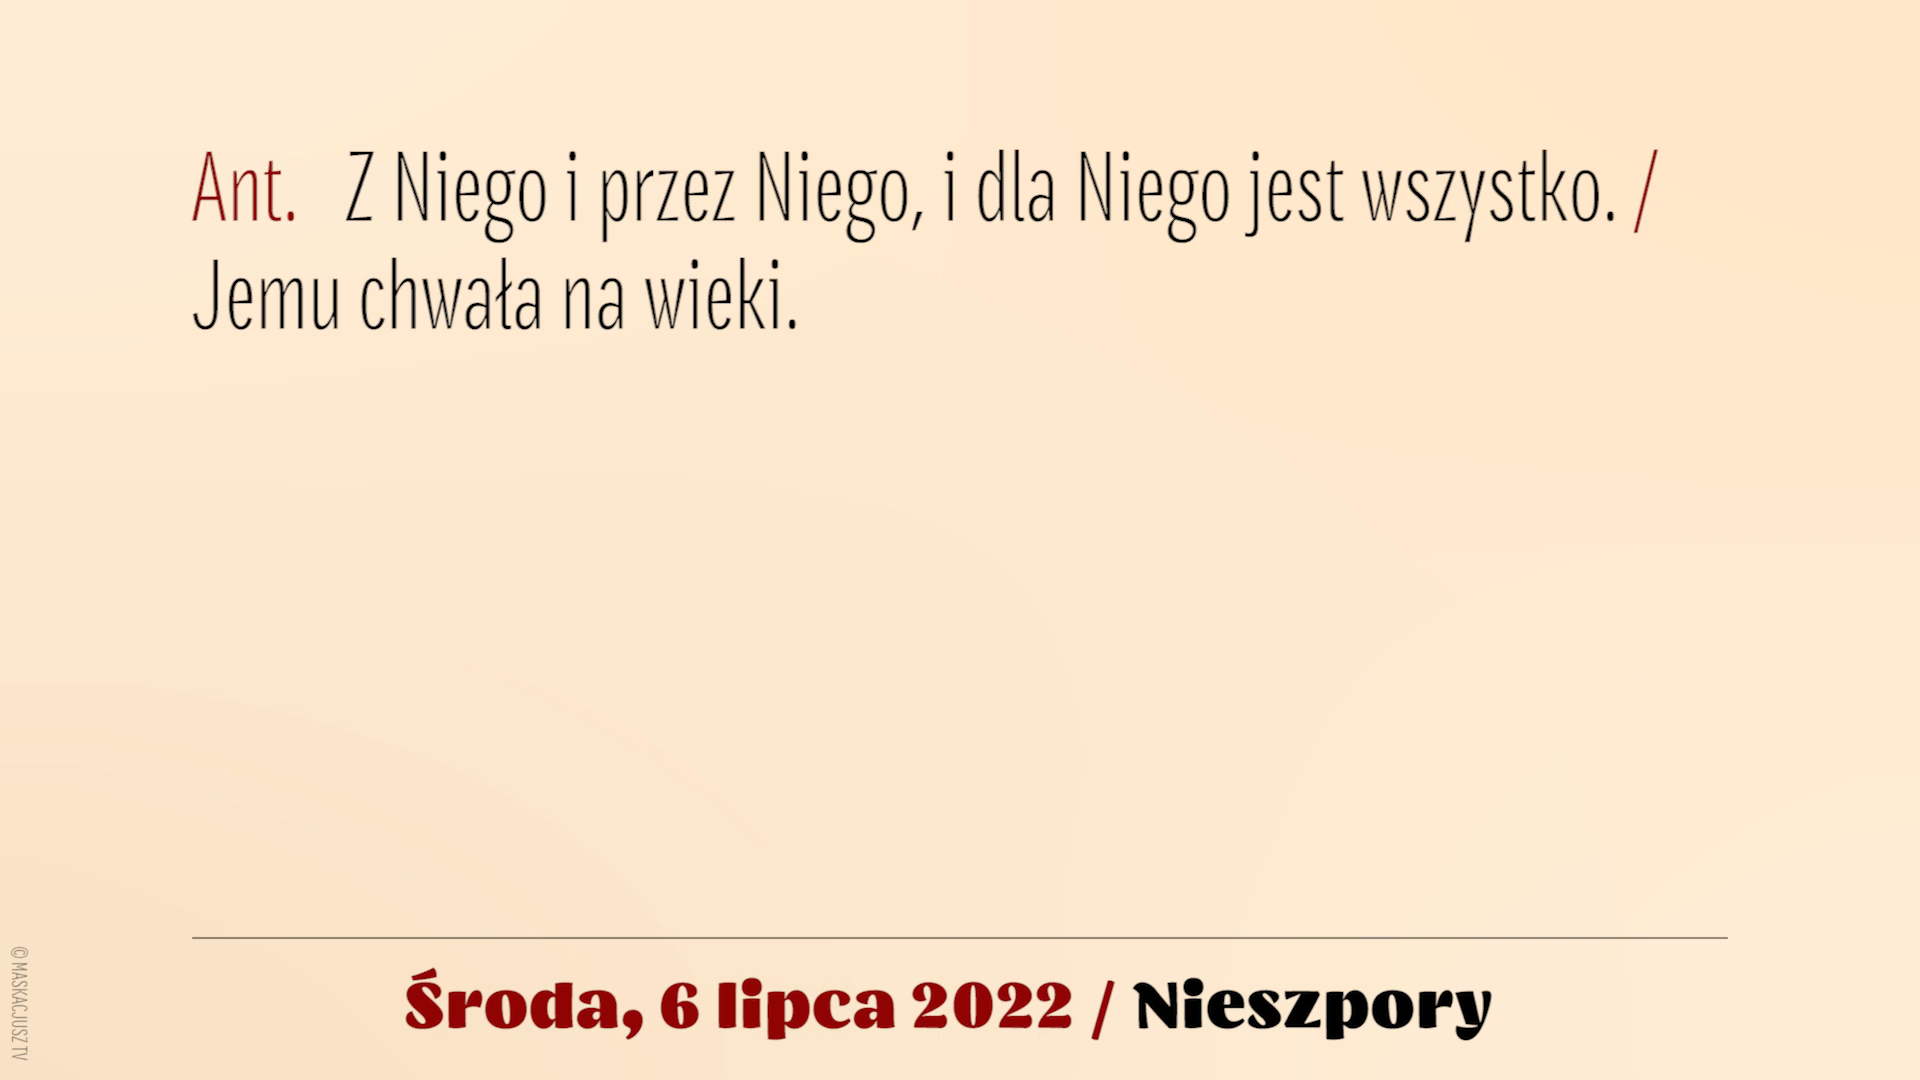 Ant. Z Niego i przez Niego, i dla Niego jest wszystko. /
Jemu chwała na wieki.
Środa, 6 lipca 2022 / Nieszpory
© MASKACJUSZ TV